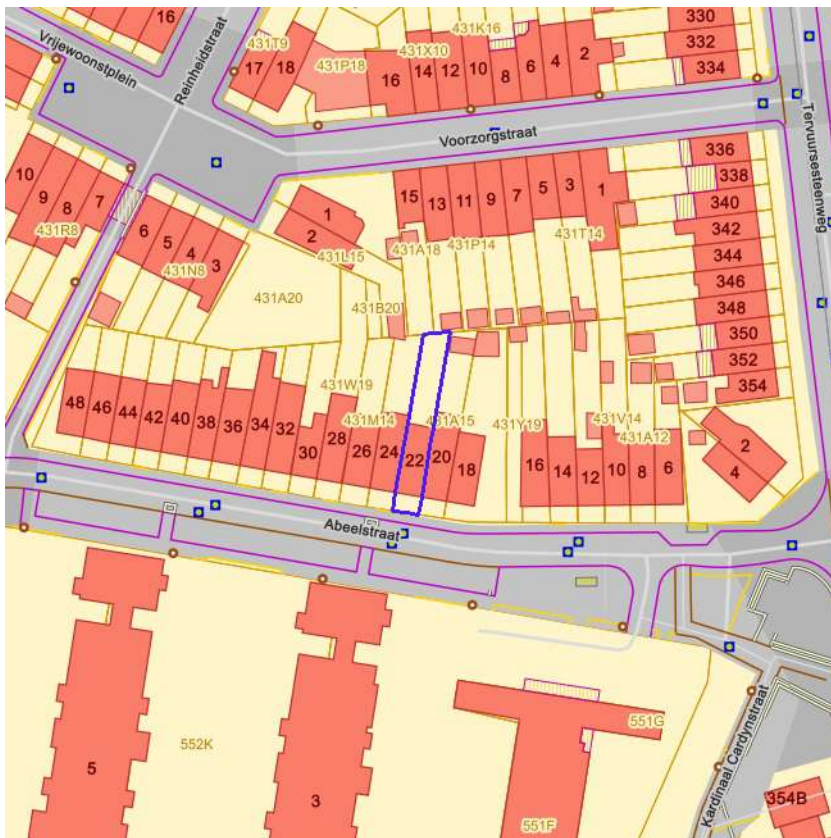 16
Vrijewoonstplein
Reinheidstraat
431T9
17
18
431P18
431X10
431K16
16
14
12
10
8
6
4
2
330
332
334
Voorzorgstraat
Tervuursesteenweg
10
9
8
7
431R8
6
5
4
3
431N8
1
2
431L15
15
13
11
9
7
5
3
1
431A18
431P14
431T14
336
338
340
342
344
346
348
350
352
354
431A20
431B20
431W19
431M14
431A15
431Y19
431V14
431A12
48
46
44
42
40
38
36
34
32
30
28
26
24
22
20
18
16
14
12
10
8
6
2
4
Abeelstraat
5
552K
3
551G
551F
Kardinaal Cardynstraat
354B